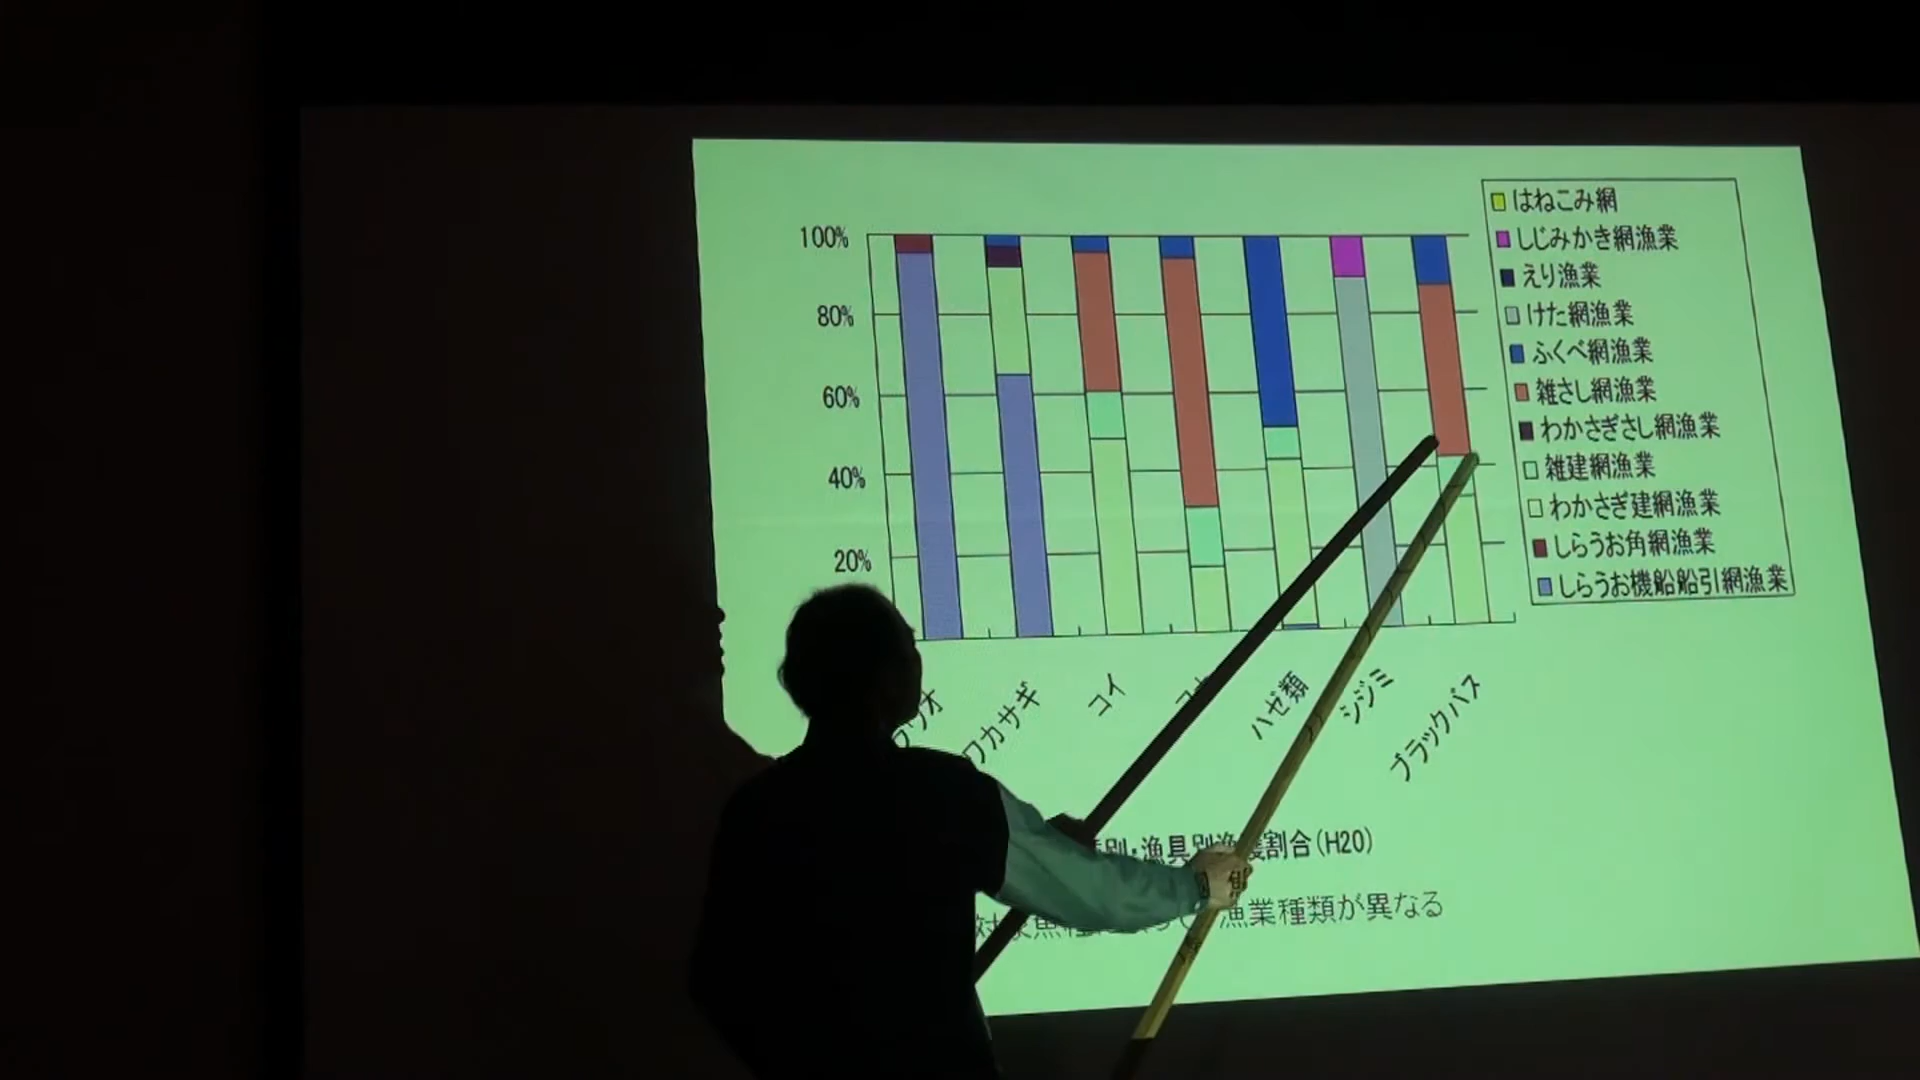 100%
80%
60%
40%
20%
はねこみ網
しじみかき網漁業
えり漁業
けた網漁業
ふくべ網漁業
雑さし網漁業
わかさぎさし網漁業
雑建網漁業
わかさぎ建網漁業
しらうお角網漁業
しらうお機船船引網漁業
ワカサギ
コイ
ハゼ類
シジミ
ブラックバス
別・漁具別漁獲割合(H20)
漁業種類が異なる